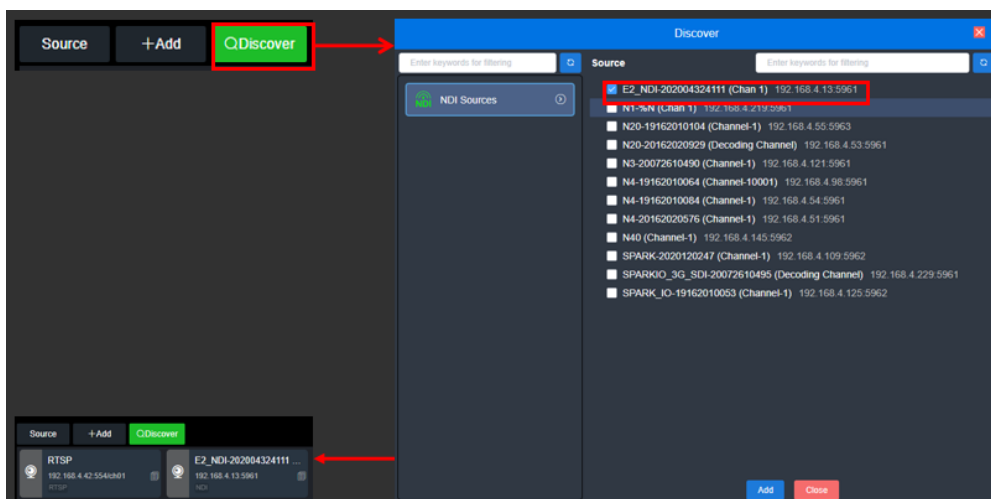 Source
+Add
Discover
Discover
Enter keywords for filtering
Source
Enter keywords for filtering
NDI
NDI Sources
E2_NDI-202004324111 (Chan 1) 192.168.4.13:5961
N1-%N (Chan 1) 192.168.4.219:5961
N20-19162010104 (Channel-1) 192.168.4.55:5963
N20-20162020929 (Decoding Channel) 192.168.4.53:5961
N3-20072610490 (Channel-1) 192.168.4.121:5961
N4-19162010064 (Channel-10001) 192.168.4.98:5961
N4-19162010084 (Channel-1) 192.168.4.54:5961
N4-20162020576 (Channel-1) 192.168.4.51:5961
N40 (Channel-1) 192.168.4.145:5962
SPARK-2020120247 (Channel-1) 192.168.4.109:5962
SPARKIO_3G_SDI-20072610495 (Decoding Channel) 192.168.4.229:5961
SPARK_IO-19162010053 (Channel-1) 192.168.4.125:5962
Source
+Add
Discover
RTSP
192.168.4.42:554/ch01
RTSP
E2_NDI-202004324111 ...
192.168.4.13:5961
NDI
Add
Close